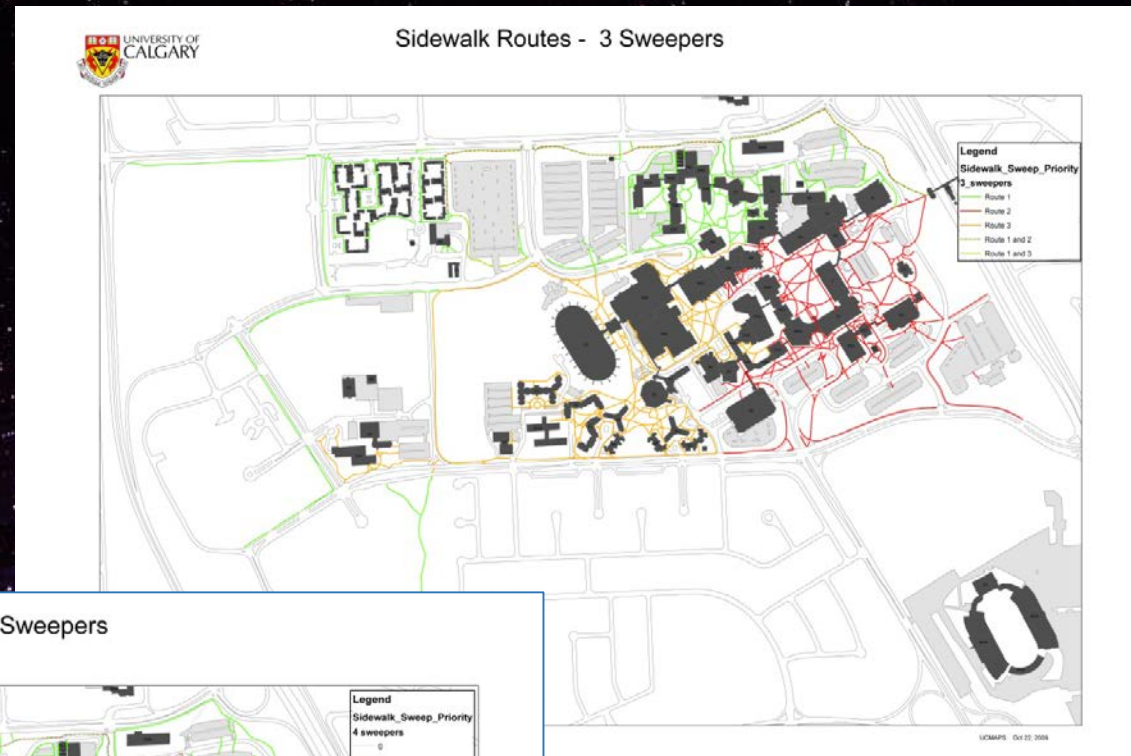 UNIVERSITY OF
CALGARY
Sidewalk Routes - 3 Sweepers
Legend
Sidewalk_Sweep_Priority
3_sweepers
Route 1
Route 2
Route 3
Route 1 and 2
Route 1 and 3
UCMAPS Oct 22, 2009
Sweepers
Legend
Sidewalk_Sweep_Priority
4 sweepers
0